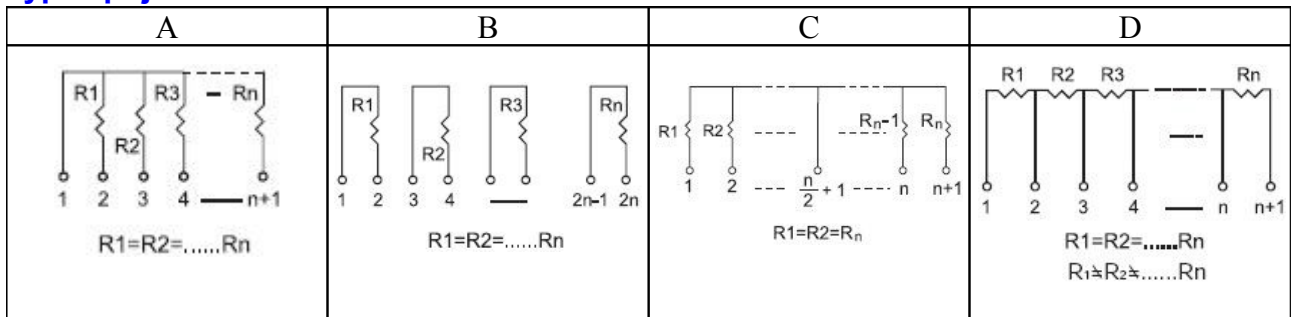 A B C D
R1 R3 Rn
R2
1 2 3 4 n+1
R1=R2=......Rn
R1 R3 Rn
R2
1 2 3 4 2n-1 2n
R1=R2=......Rn
R1 R2 Rn-1 Rn
1 2 n/2 + 1 n n+1
R1=R2=Rn
R1 R2 R3 Rn
1 2 3 4 n n+1
R1=R2=......Rn
R1≒R2≒......Rn